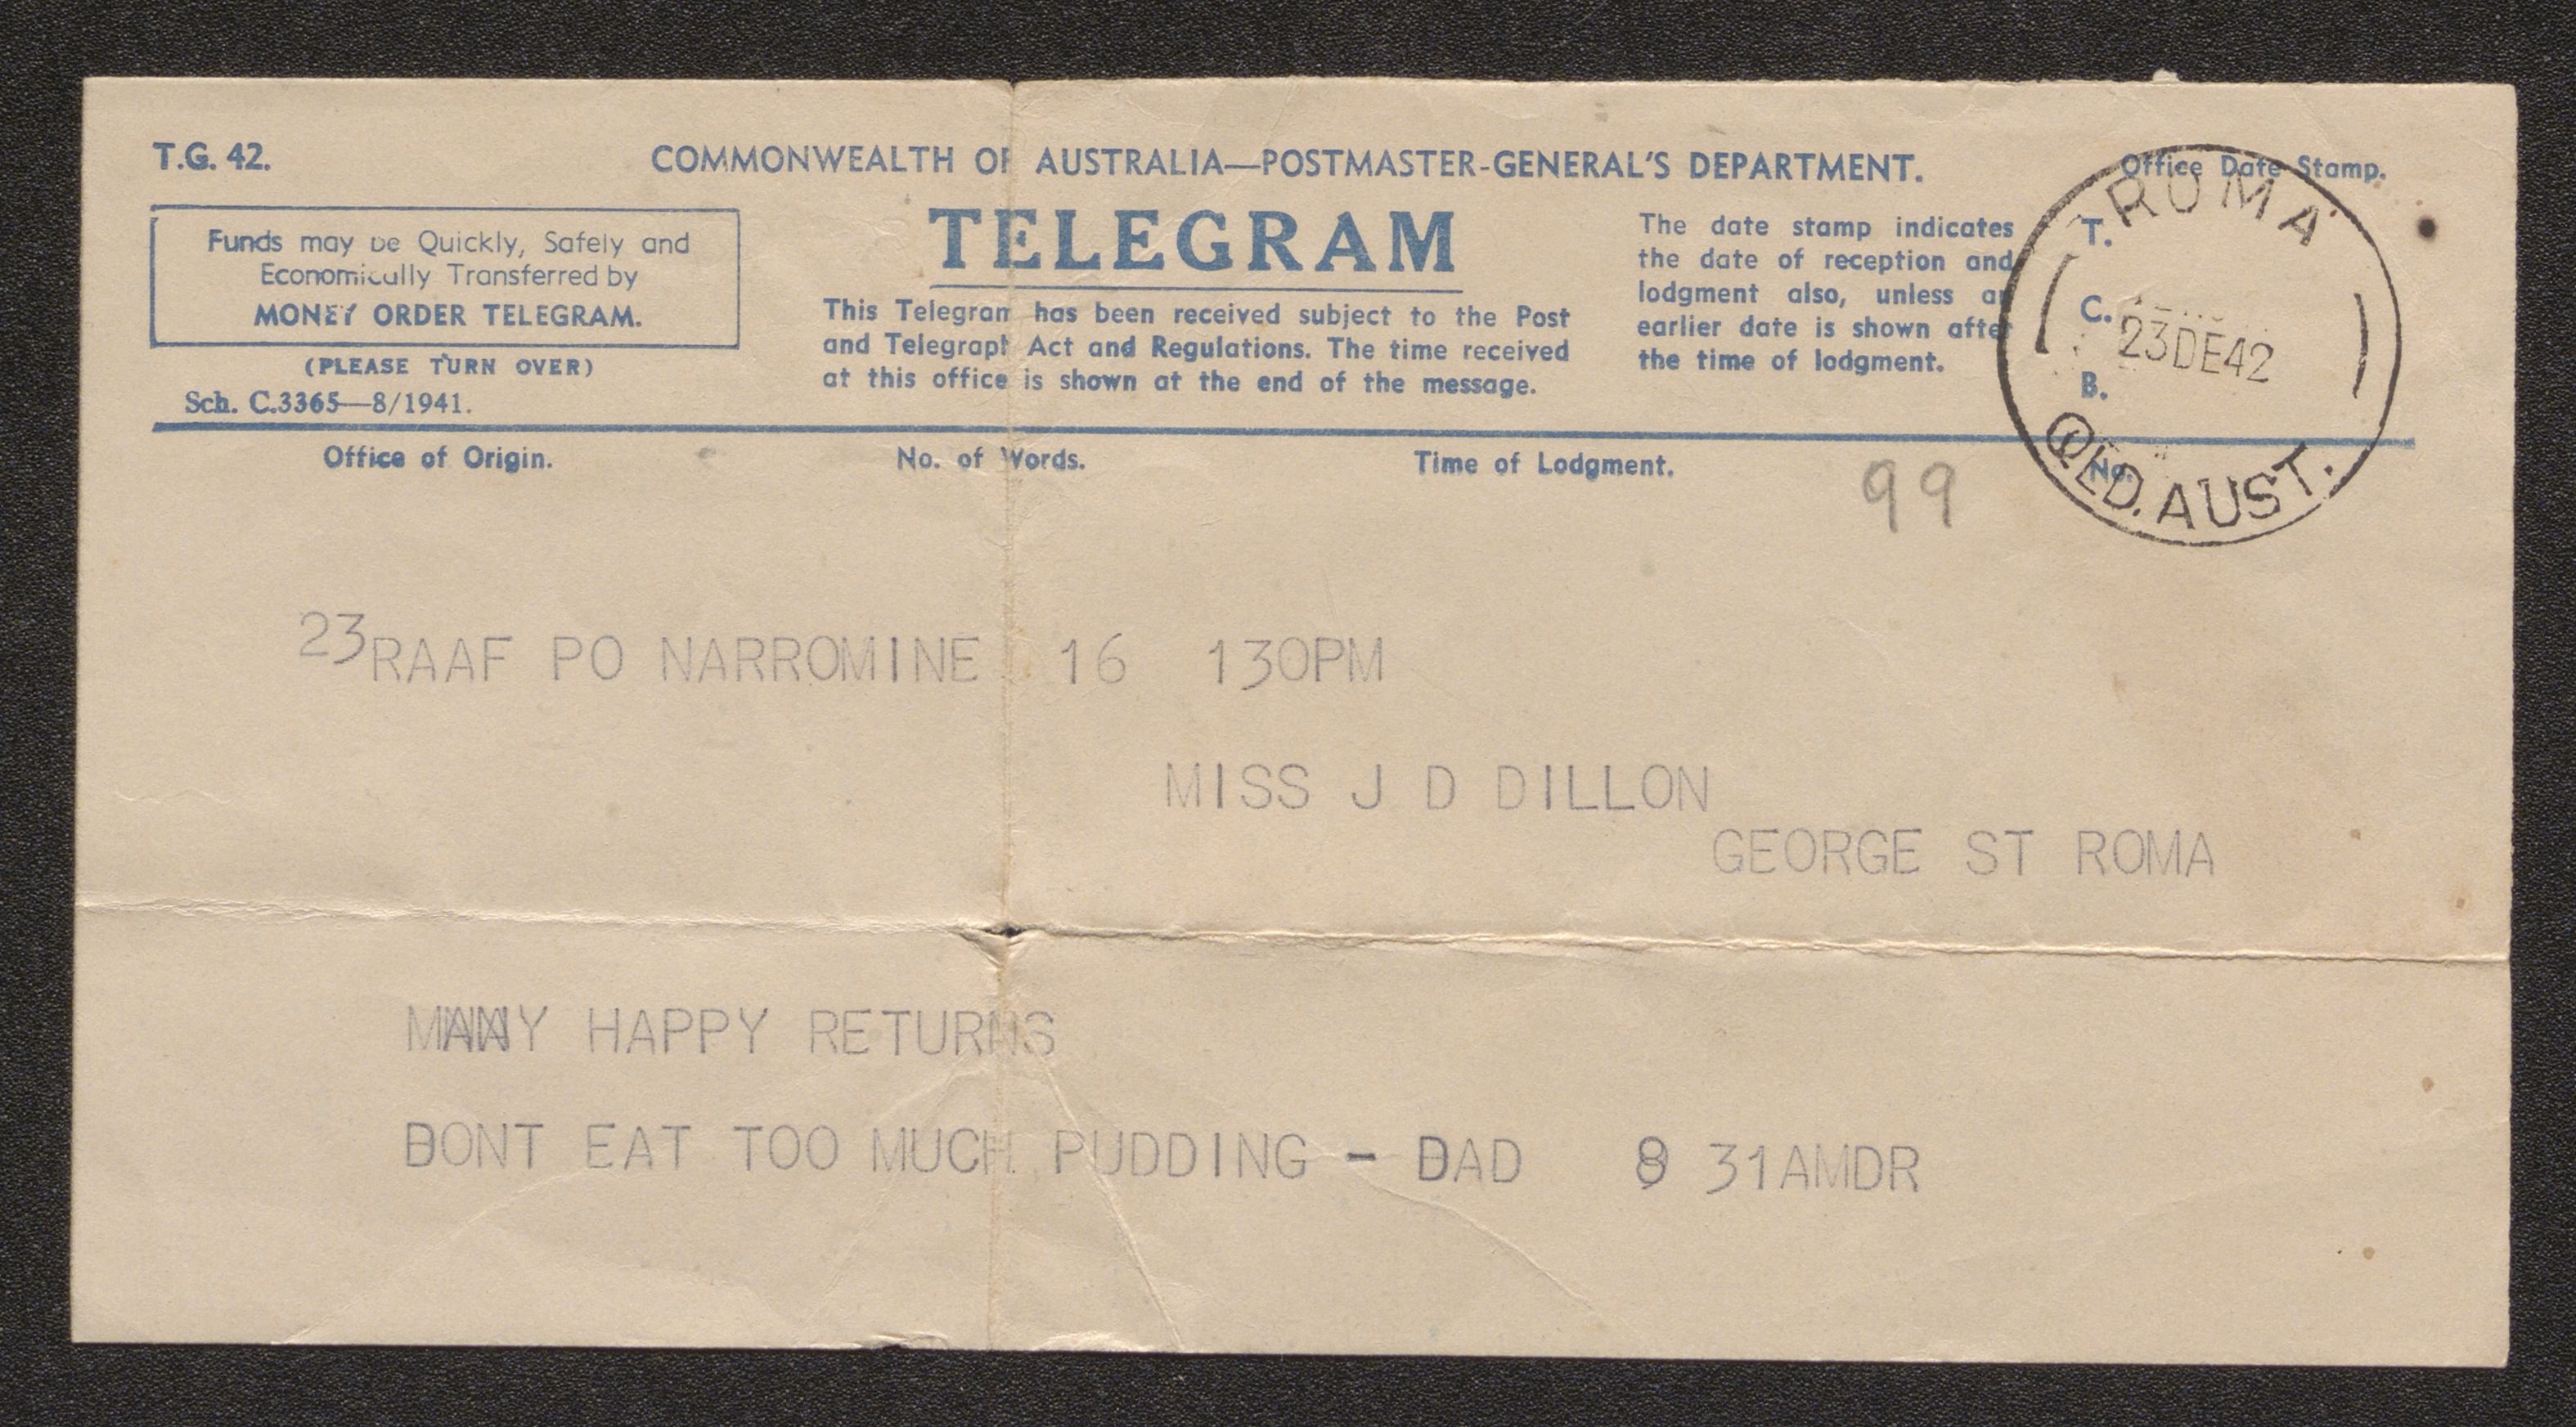 T.G. 42.
COMMONWEALTH OF AUSTRALIA—POSTMASTER-GENERAL'S DEPARTMENT.
Office Date Stamp.
Funds may be Quickly, Safely and
Economically Transferred by
MONEY ORDER TELEGRAM.
(PLEASE TURN OVER)
Sch. C.3365—8/1941.
TELEGRAM
This Telegram has been received subject to the Post
and Telegraph Act and Regulations. The time received
at this office is shown at the end of the message.
The date stamp indicates
the date of reception and
lodgment also, unless an
earlier date is shown after
the time of lodgment.
T.
C.
B.
ROMA
23DE42
QLD. AUST.
Office of Origin.
No. of Words.
Time of Lodgment.
No.
99
23RAAF PO NARROMINE 16 130PM
MISS J D DILLON
GEORGE ST ROMA
MANY HAPPY RETURNS
DONT EAT TOO MUCH PUDDING - DAD 31AMDR